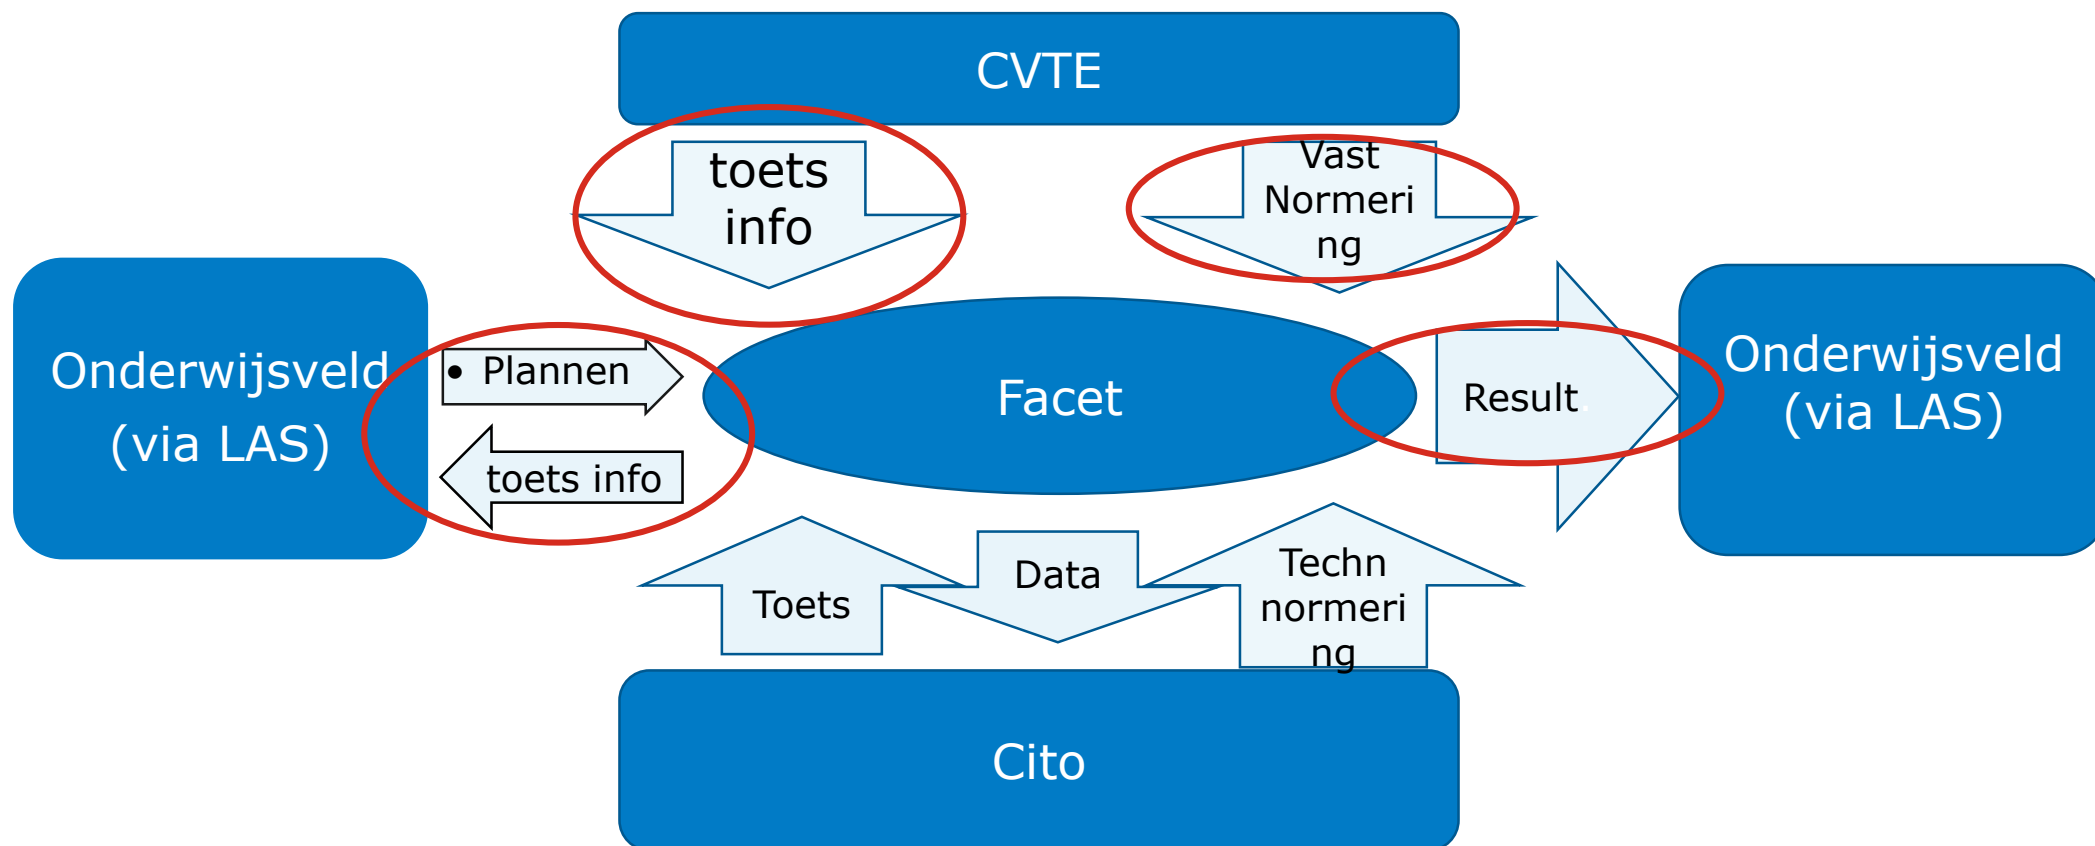 CVTE
toets
info
Vast
Normeri
ng
Onderwijsveld
(via LAS)
• Plannen
toets info
Facet
Result.
Onderwijsveld
(via LAS)
Toets
Data
Techn
normeri
ng
Cito